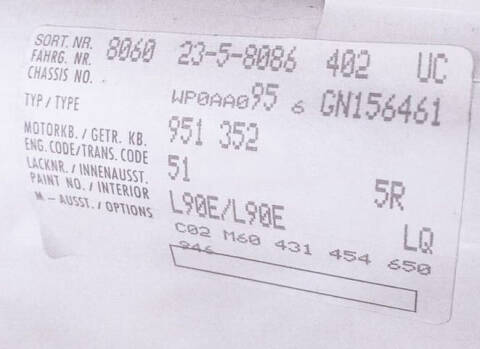 SORT. NR. 8060 23-5-8086 402 UC
FAHRG. NR.
CHASSIS NO. WP0AA095 6 GN156461
TYP / TYPE 951 352
MOTORKB. / GETR. KB.
ENG. CODE/TRANS. CODE 51 5R
LACKNR. / INNENAUSST.
PAINT NO. / INTERIOR L90E/L90E LQ
M – AUSST. / OPTIONS C02 M60 431 454 650
946